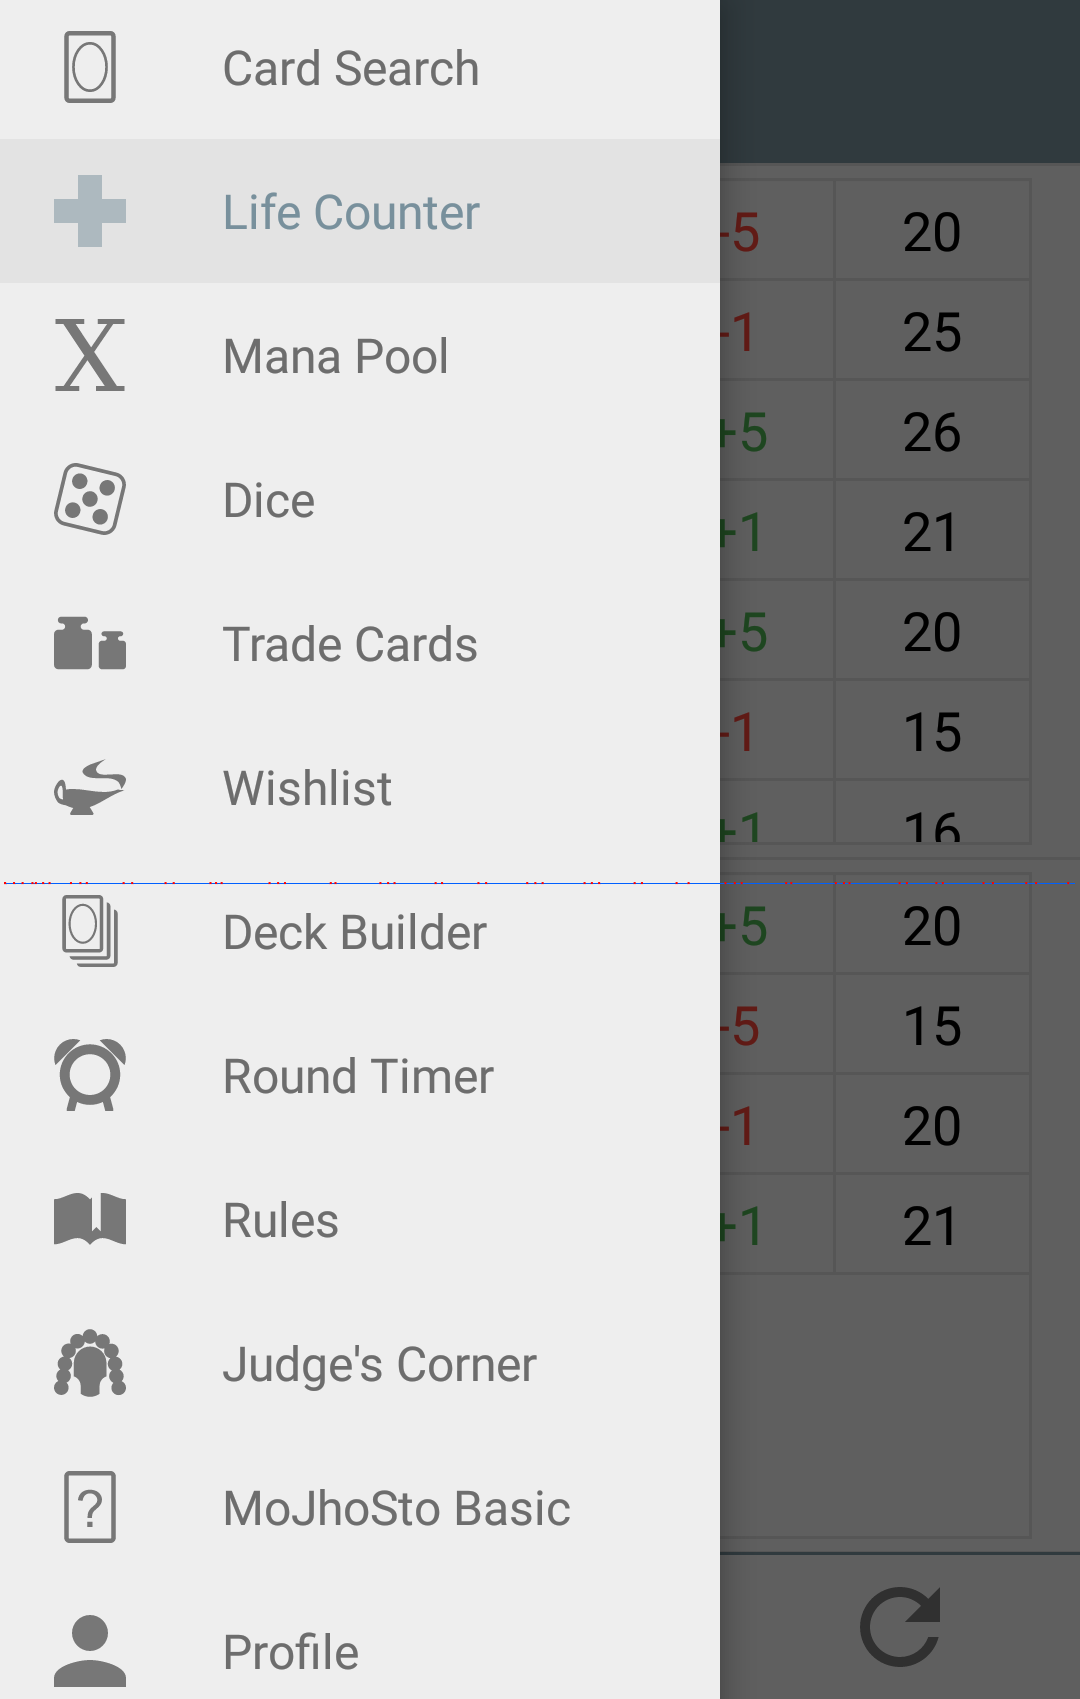 Card Search
Life Counter
X
Mana Pool
Dice
Trade Cards
Wishlist
Deck Builder
Round Timer
Rules
Judge's Corner
?
MoJhoSto Basic
Profile
-5 20
-1 25
+5 26
+1 21
+5 20
-1 15
+1 16
+5 20
-5 15
-1 20
+1 21